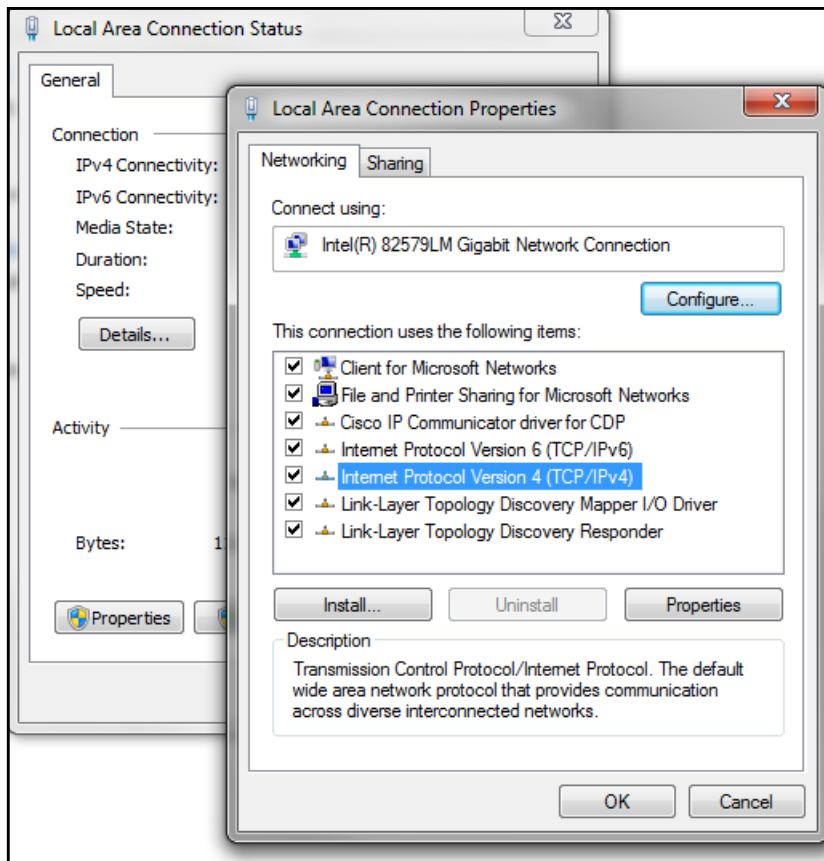 Local Area Connection Status
General
Connection
IPv4 Connectivity:
IPv6 Connectivity:
Media State:
Duration:
Speed:
Details...
Activity
Bytes:
Properties
Local Area Connection Properties
Networking
Sharing
Connect using:
Intel(R) 82579LM Gigabit Network Connection
Configure...
This connection uses the following items:
Client for Microsoft Networks
File and Printer Sharing for Microsoft Networks
Cisco IP Communicator driver for CDP
Internet Protocol Version 6 (TCP/IPv6)
Internet Protocol Version 4 (TCP/IPv4)
Link-Layer Topology Discovery Mapper I/O Driver
Link-Layer Topology Discovery Responder
Install...
Uninstall
Properties
Description
Transmission Control Protocol/Internet Protocol. The default
wide area network protocol that provides communication
across diverse interconnected networks.
OK
Cancel